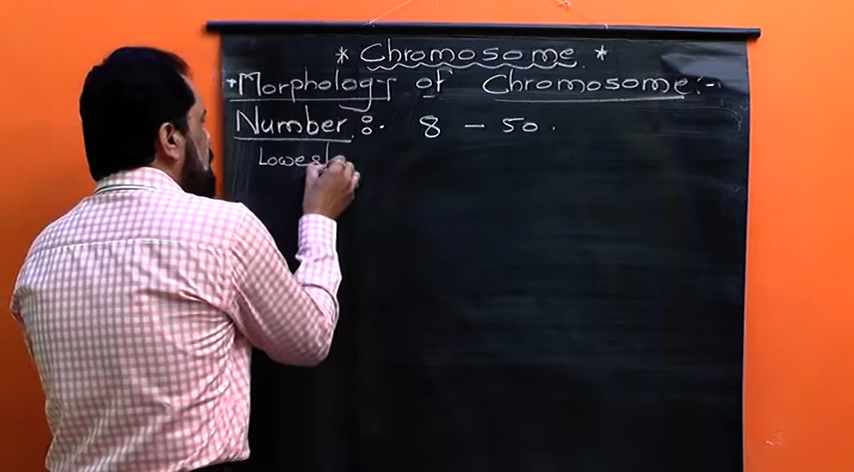 * Chromosome *
*Morphology of Chromosome:-
Number :- 8 - 50.
Lowest